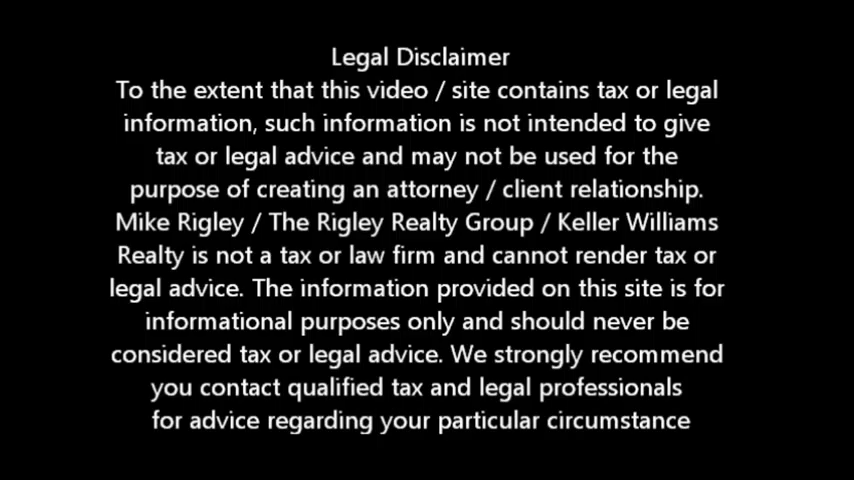 Legal Disclaimer
To the extent that this video / site contains tax or legal
information, such information is not intended to give
tax or legal advice and may not be used for the
purpose of creating an attorney / client relationship.
Mike Rigley / The Rigley Realty Group / Keller Williams
Realty is not a tax or law firm and cannot render tax or
legal advice. The information provided on this site is for
informational purposes only and should never be
considered tax or legal advice. We strongly recommend
you contact qualified tax and legal professionals
for advice regarding your particular circumstance